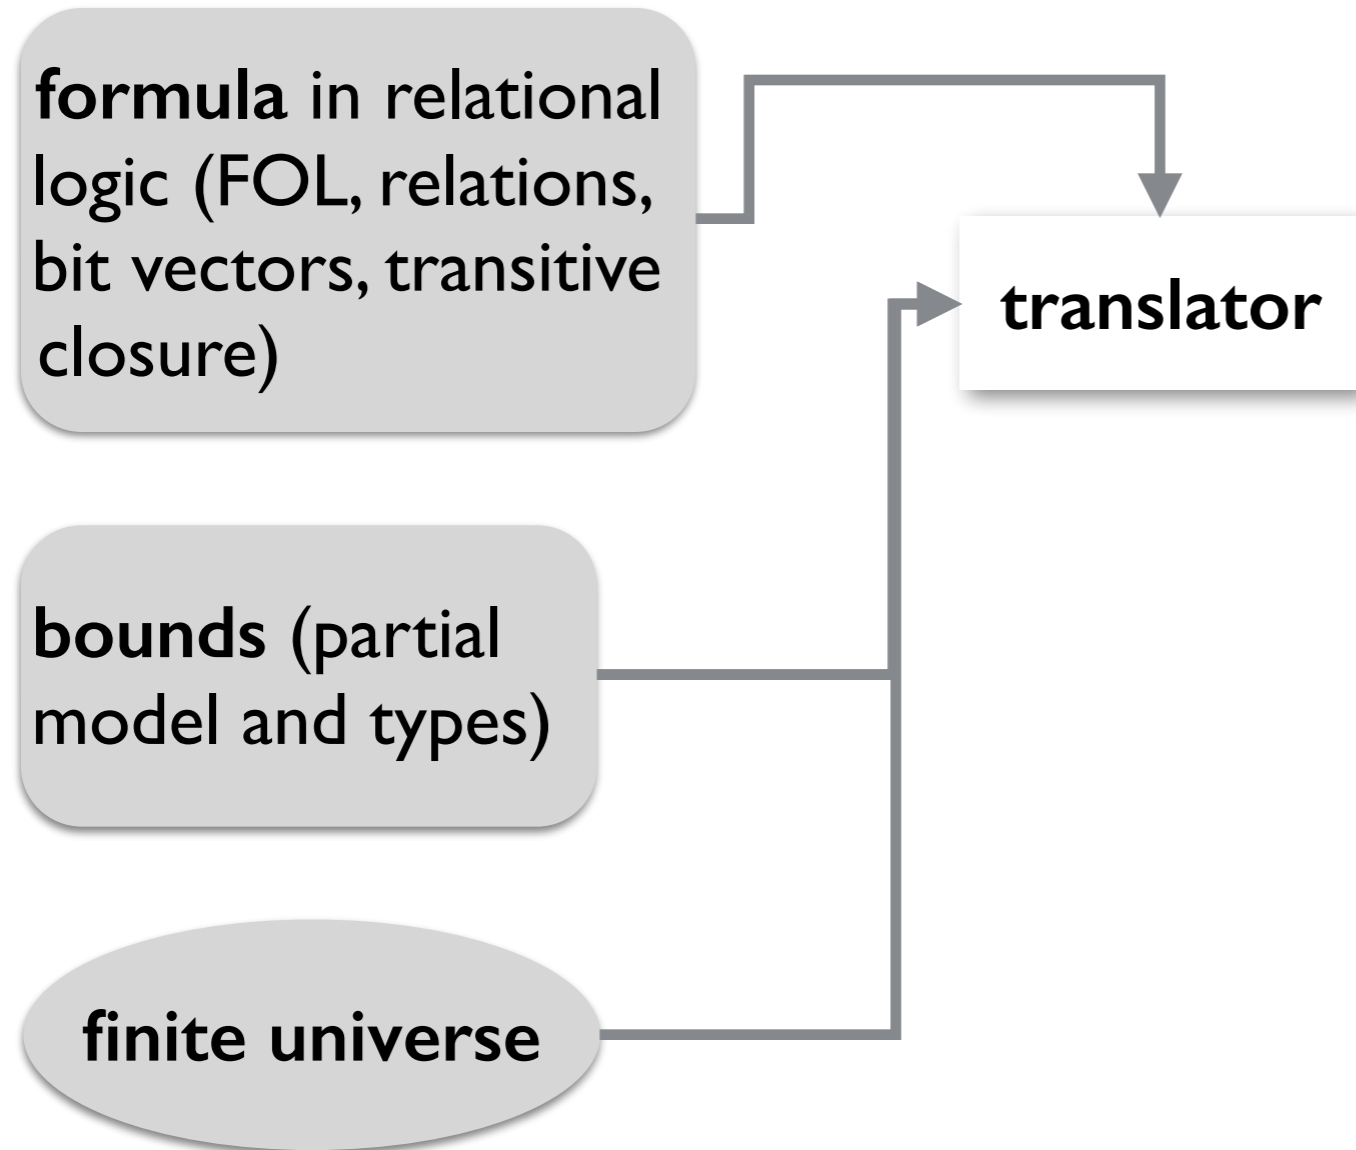 formula in relational
logic (FOL, relations,
bit vectors, transitive
closure)
translator
bounds (partial
model and types)
finite universe